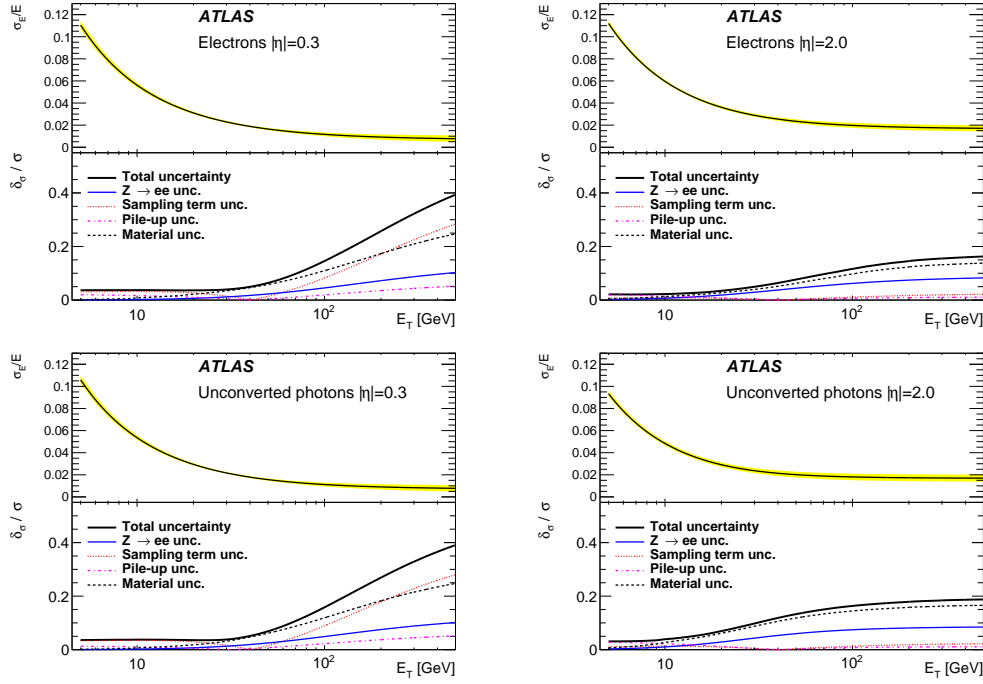 σ_E/E
ATLAS
Electrons |η|=0.3
0.12
0.1
0.08
0.06
0.04
0.02
0
δ_σ / σ
Total uncertainty
Z → ee unc.
Sampling term unc.
Pile-up unc.
Material unc.
0.4
0.2
0
10
10²
E_T [GeV]
σ_E/E
ATLAS
Electrons |η|=2.0
0.12
0.1
0.08
0.06
0.04
0.02
0
δ_σ / σ
Total uncertainty
Z → ee unc.
Sampling term unc.
Pile-up unc.
Material unc.
0.4
0.2
0
10
10²
E_T [GeV]
σ_E/E
ATLAS
Unconverted photons |η|=0.3
0.12
0.1
0.08
0.06
0.04
0.02
0
δ_σ / σ
Total uncertainty
Z → ee unc.
Sampling term unc.
Pile-up unc.
Material unc.
0.4
0.2
0
10
10²
E_T [GeV]
σ_E/E
ATLAS
Unconverted photons |η|=2.0
0.12
0.1
0.08
0.06
0.04
0.02
0
δ_σ / σ
Total uncertainty
Z → ee unc.
Sampling term unc.
Pile-up unc.
Material unc.
0.4
0.2
0
10
10²
E_T [GeV]